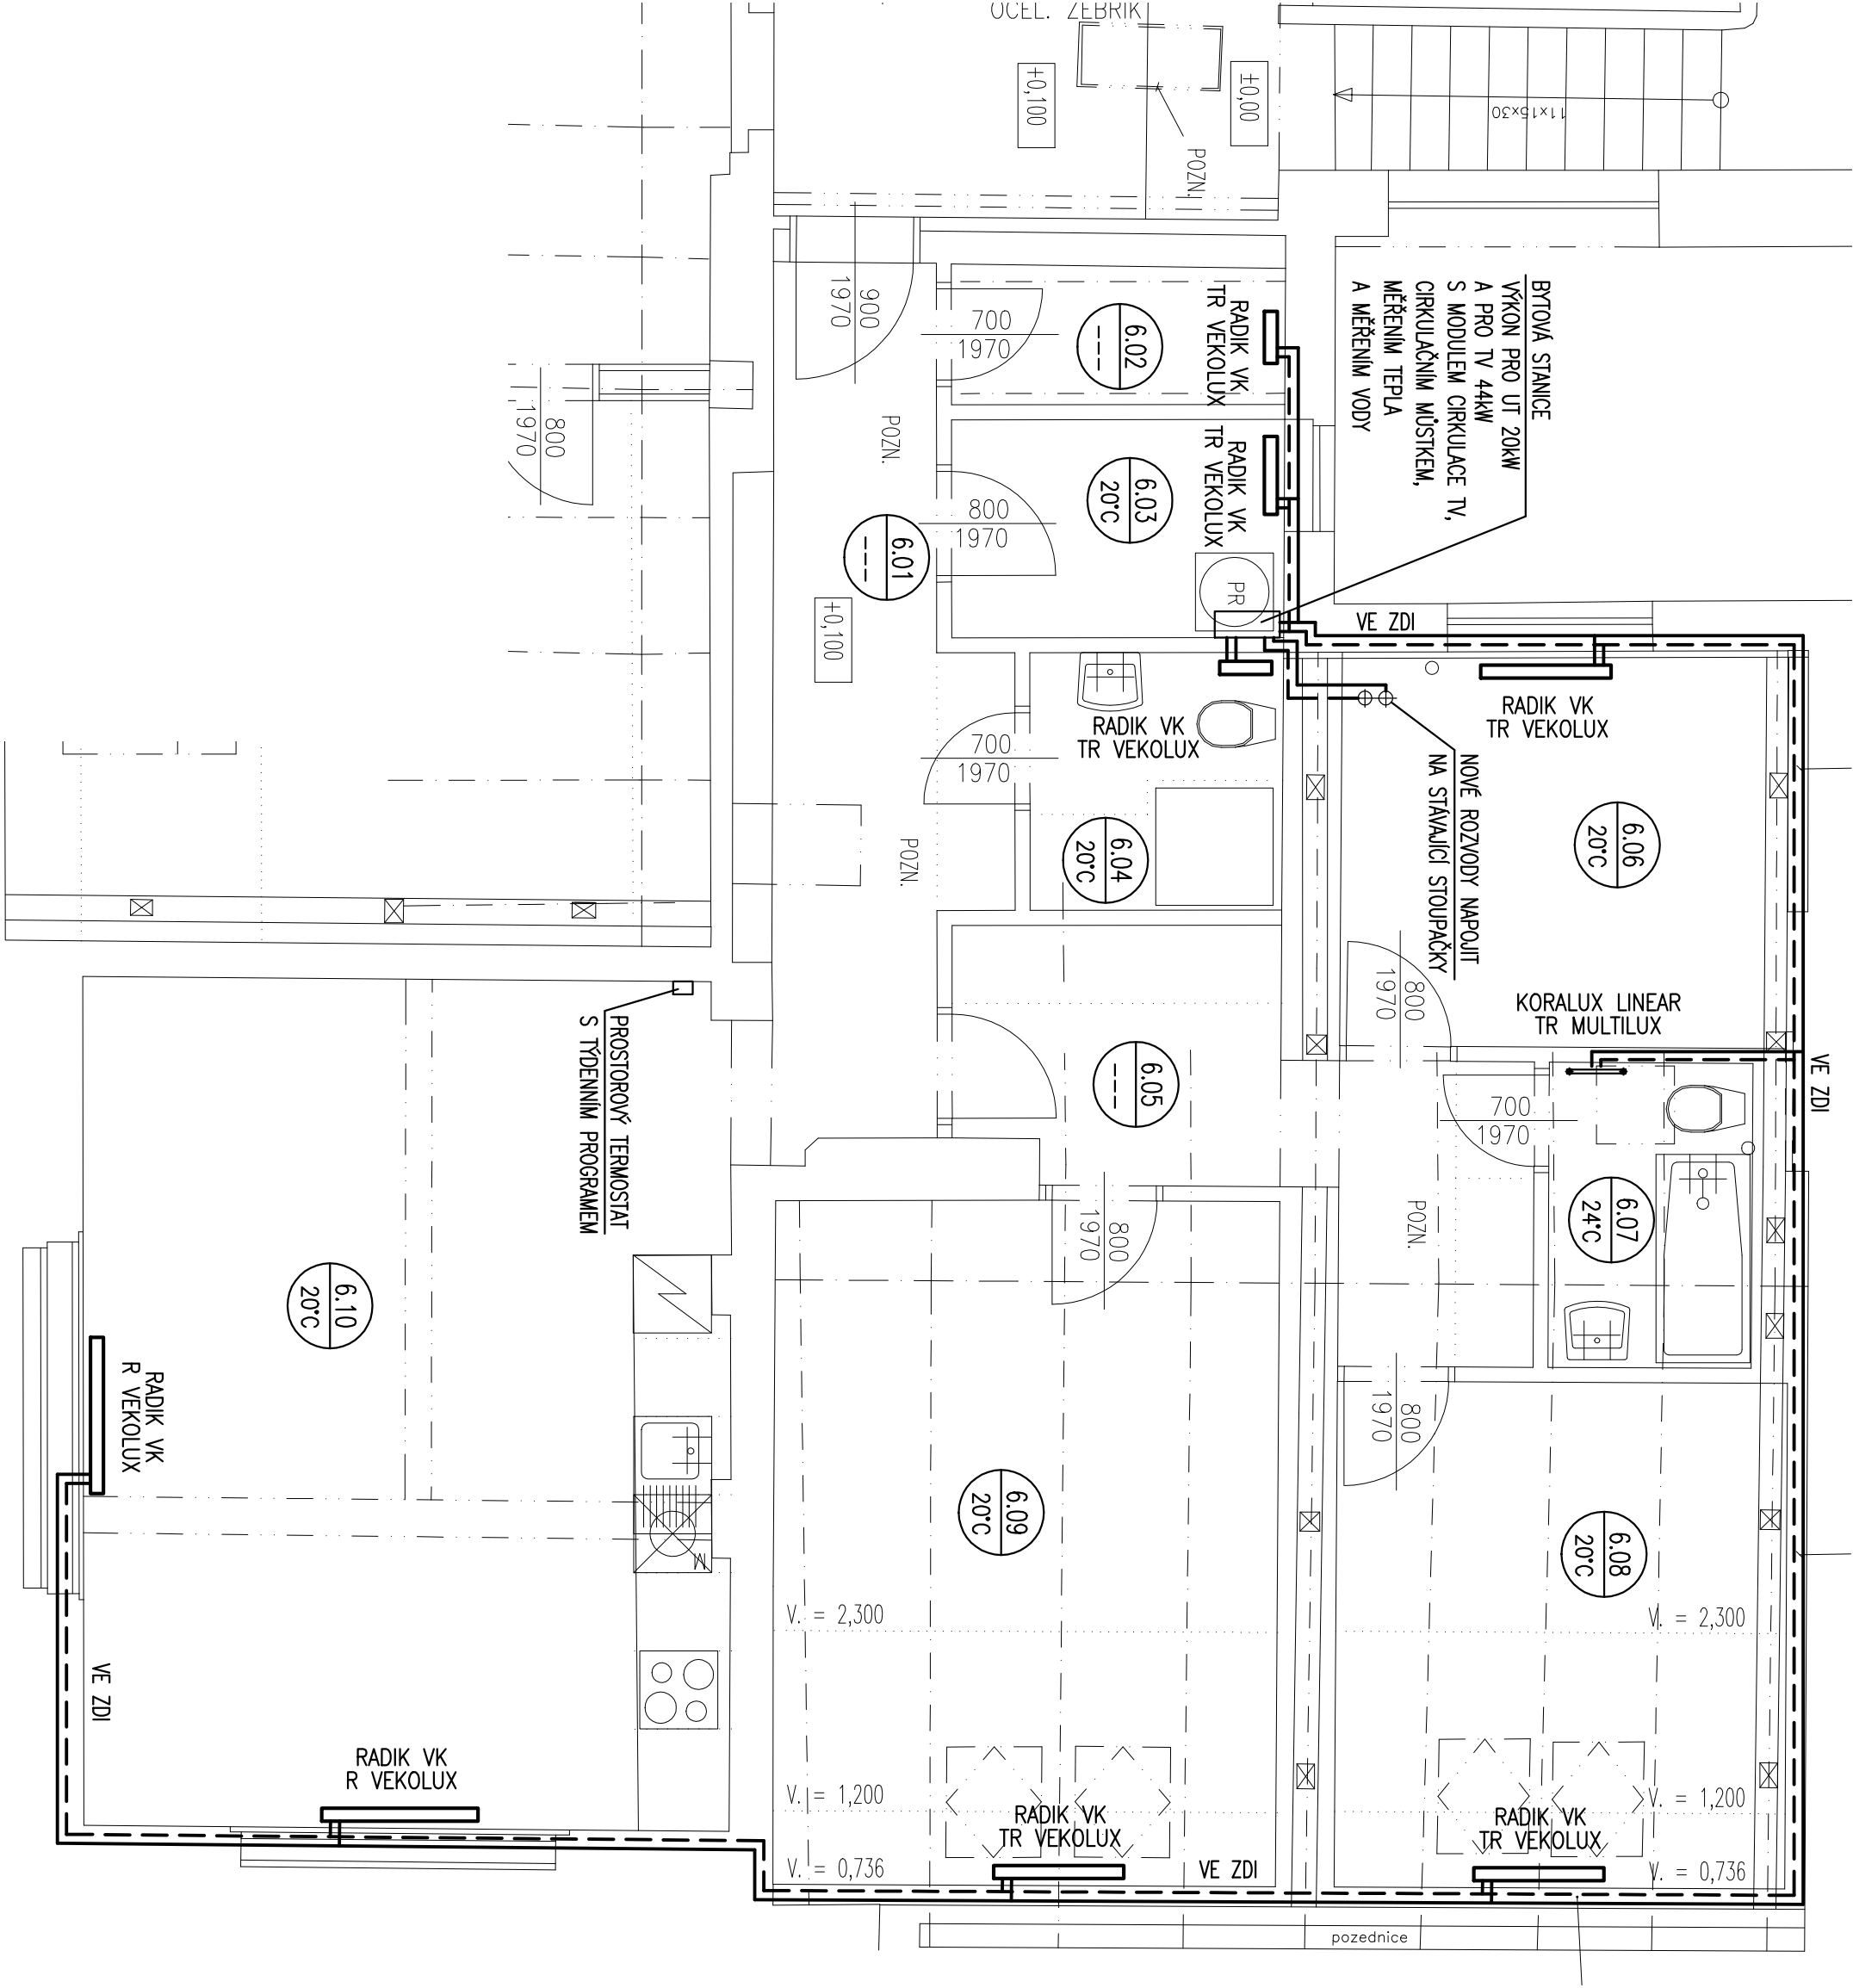 OCEL. ŽEBŘÍK
+0,100
±0,00
POZN.
11x15x30
900
1970
700
1970
6.02
----
RADIK VK
TR VEKOLUX
BYTOVÁ STANICE
VÝKON PRO UT 20kW
A PRO TV 44kW
S MODULEM CIRKULACE TV,
CIRKULAČNÍM MŮSTKEM,
MĚŘENÍM TEPLA
A MĚŘENÍM VODY
800
1970
POZN.
800
1970
6.03
20°C
RADIK VK
TR VEKOLUX
6.01
----
PR
+0,100
VE ZDI
RADIK VK
TR VEKOLUX
RADIK VK
TR VEKOLUX
700
1970
NOVÉ ROZVODY NAPOJIT
NA STÁVAJÍCÍ STOUPAČKY
6.06
20°C
6.04
20°C
POZN.
800
1970
KORALUX LINEAR
TR MULTILUX
PROSTOROVÝ TERMOSTAT
S TÝDENNÍM PROGRAMEM
6.05
----
VE ZDI
700
1970
6.07
24°C
POZN.
800
1970
6.10
20°C
RADIK VK
R VEKOLUX
800
1970
6.09
20°C
6.08
20°C
M
V. = 2,300
V. = 2,300
VE ZDI
RADIK VK
R VEKOLUX
V. = 1,200
V. = 1,200
RADIK VK
TR VEKOLUX
RADIK VK
TR VEKOLUX
V. = 0,736
VE ZDI
V. = 0,736
pozednice